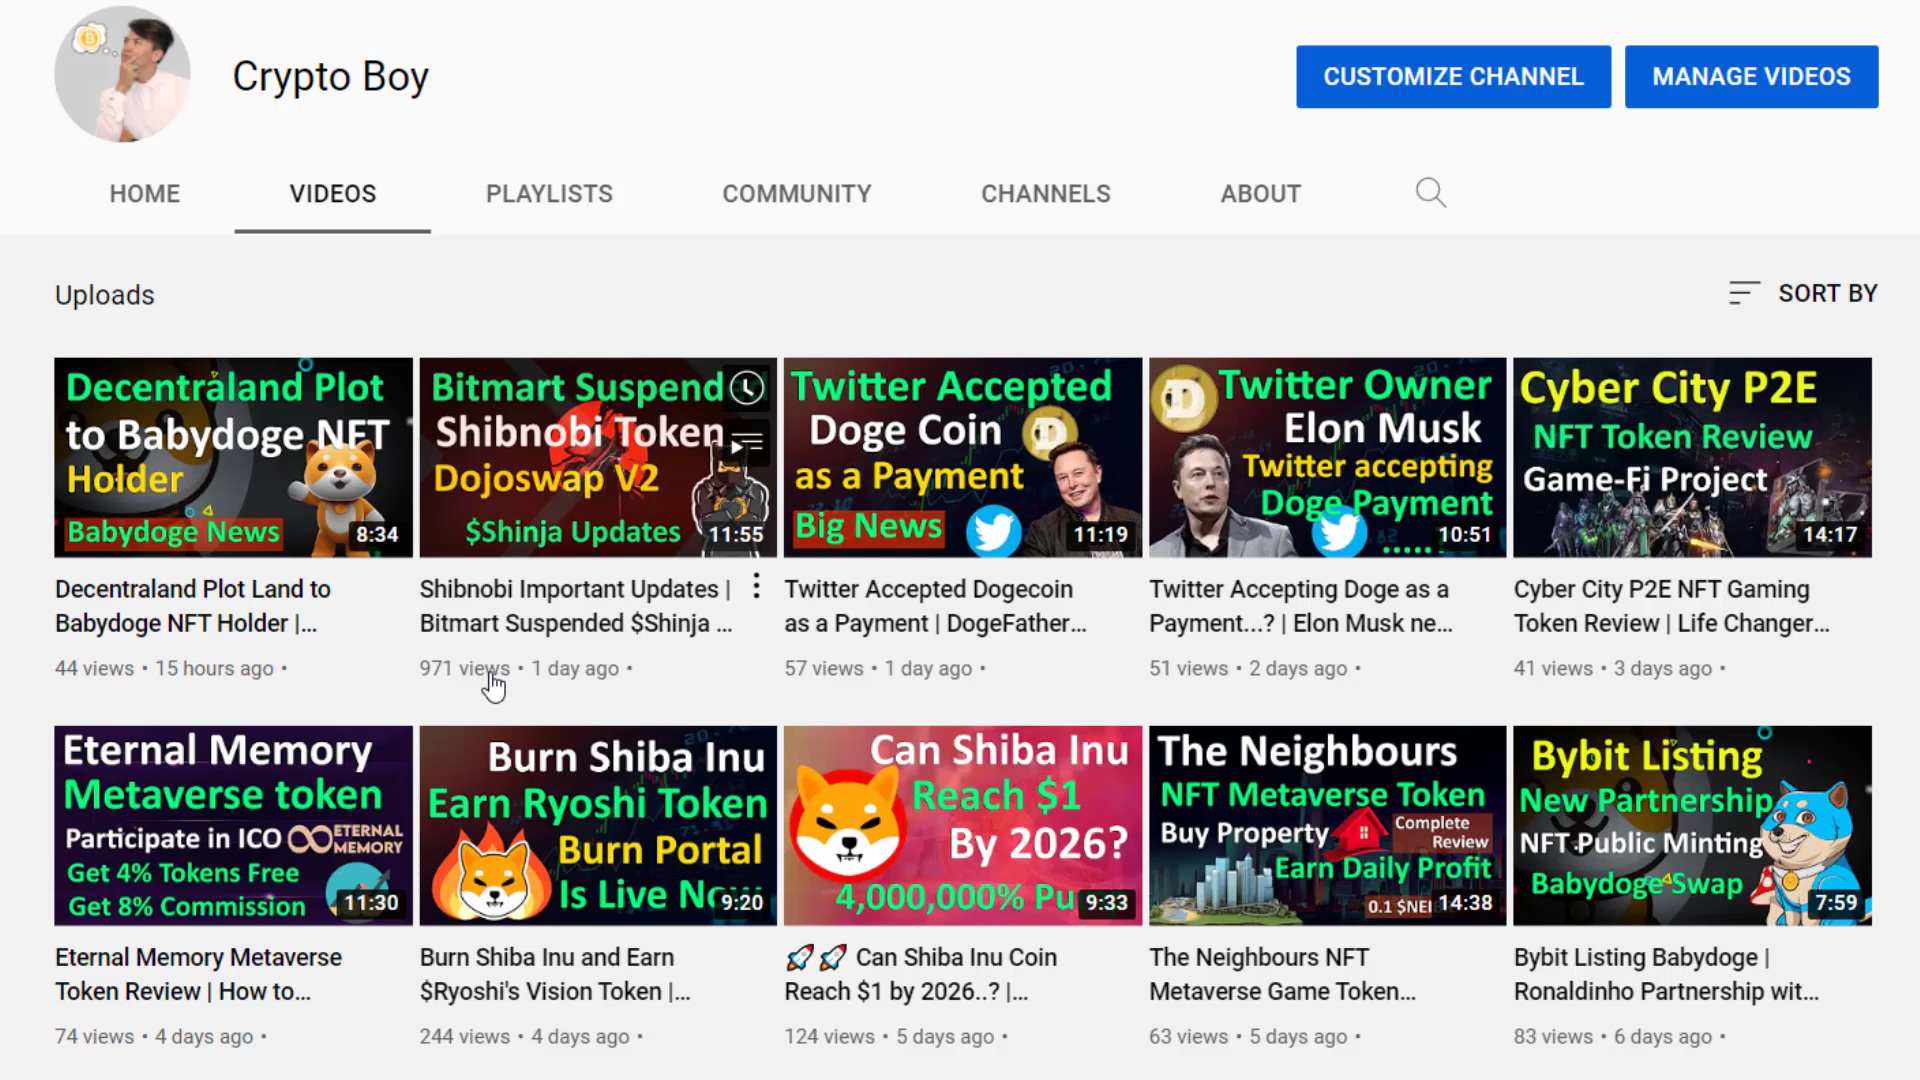 Crypto Boy
CUSTOMIZE CHANNEL
MANAGE VIDEOS
HOME
VIDEOS
PLAYLISTS
COMMUNITY
CHANNELS
ABOUT
Uploads
SORT BY
Decentraland Plot
to Babydoge NFT
Holder
Babydoge News
8:34
Decentraland Plot Land to
Babydoge NFT Holder |...
44 views • 15 hours ago •
Bitmart Suspend
Shibnobi Token
Dojoswap V2
$Shinja Updates
11:55
Shibnobi Important Updates |
Bitmart Suspended $Shinja ...
971 views • 1 day ago •
Twitter Accepted
Doge Coin
as a Payment
Big News
11:19
Twitter Accepted Dogecoin
as a Payment | DogeFather...
57 views • 1 day ago •
Twitter Owner
Elon Musk
Twitter accepting
Doge Payment
10:51
Twitter Accepting Doge as a
Payment...? | Elon Musk ne...
51 views • 2 days ago •
Cyber City P2E
NFT Token Review
Game-Fi Project
14:17
Cyber City P2E NFT Gaming
Token Review | Life Changer...
41 views • 3 days ago •
Eternal Memory
Metaverse token
Participate in ICO
ETERNAL
MEMORY
Get 4% Tokens Free
Get 8% Commission
11:30
Eternal Memory Metaverse
Token Review | How to...
74 views • 4 days ago •
Burn Shiba Inu
Earn Ryoshi Token
Burn Portal
Is Live Now
9:20
Burn Shiba Inu and Earn
$Ryoshi's Vision Token |...
244 views • 4 days ago •
Can Shiba Inu
Reach $1
By 2026?
4,000,000% Pu
9:33
🚀🚀 Can Shiba Inu Coin
Reach $1 by 2026..? |...
124 views • 5 days ago •
The Neighbours
NFT Metaverse Token
Buy Property
Complete
Review
Earn Daily Profit
0.1 $NEI
14:38
The Neighbours NFT
Metaverse Game Token...
63 views • 5 days ago •
Bybit Listing
New Partnership
NFT Public Minting
Babydoge Swap
7:59
Bybit Listing Babydoge |
Ronaldinho Partnership wit...
83 views • 6 days ago •